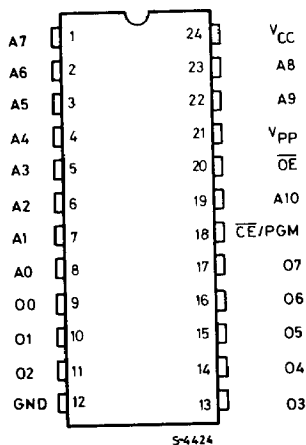 A7 1 24 VCC
A6 2 23 A8
A5 3 22 A9
A4 4 21 VPP
A3 5 20 O̅E̅
A2 6 19 A10
A1 7 18 C̅E̅/PGM
A0 8 17 O7
O0 9 16 O6
O1 10 15 O5
O2 11 14 O4
GND 12 13 O3
S-4424